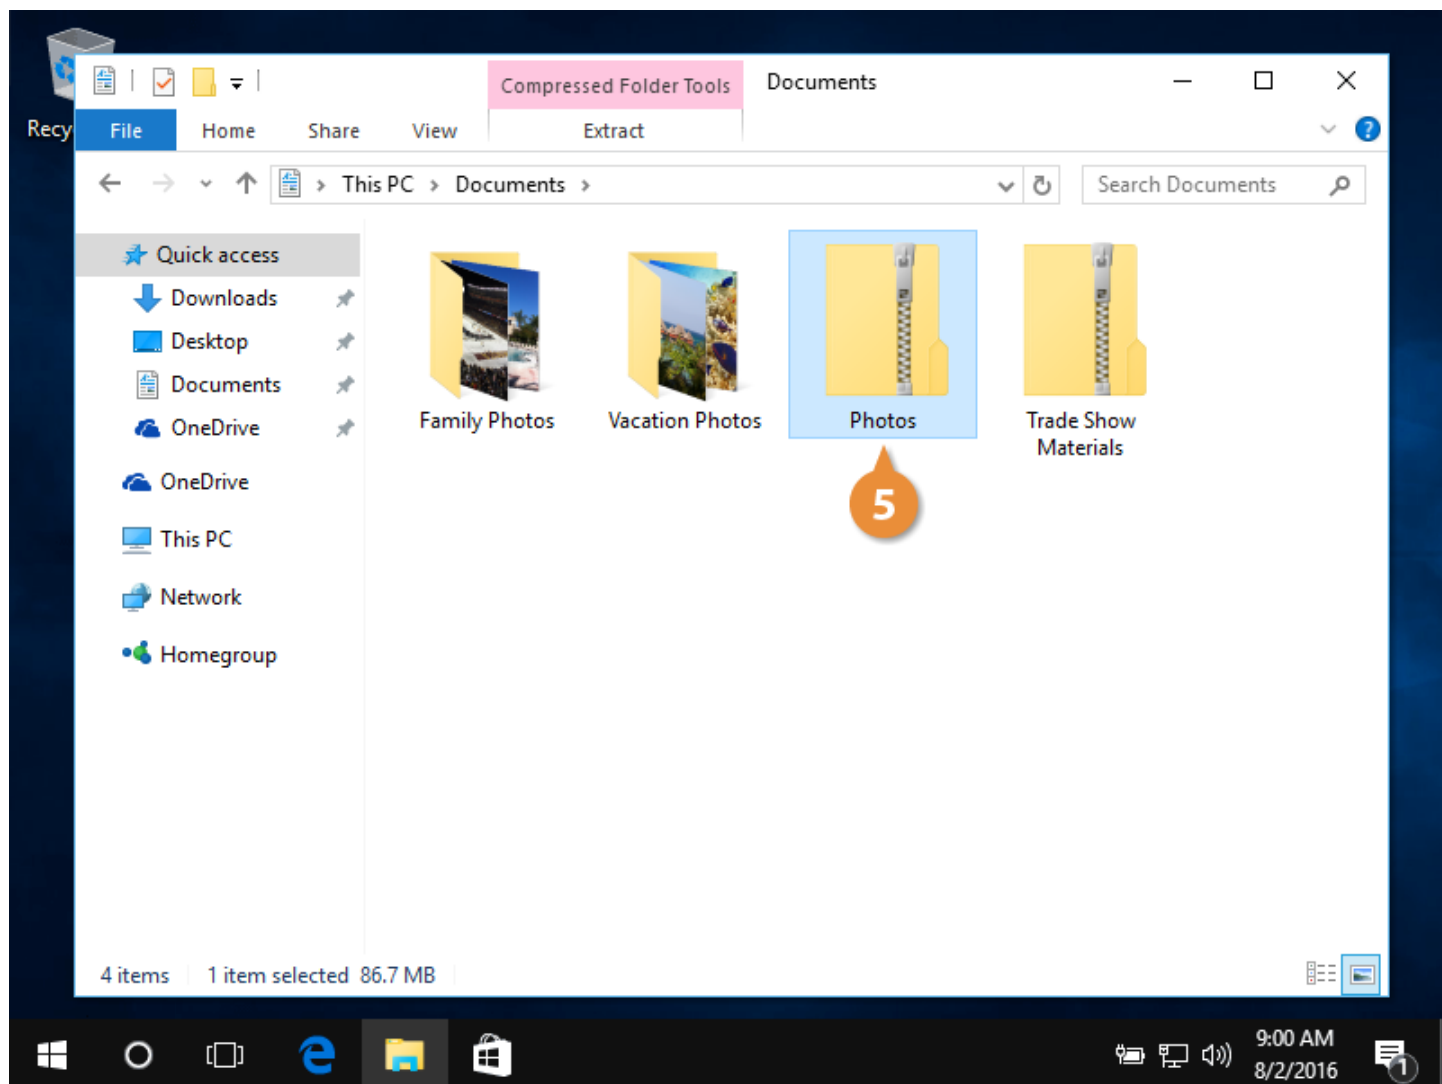 Compressed Folder Tools
Documents
Recy
File
Home
Share
View
Extract
?
This PC > Documents >
Search Documents
Quick access
Downloads
Desktop
Documents
OneDrive
OneDrive
This PC
Network
Homegroup
Family Photos
Vacation Photos
Photos
Trade Show
Materials
5
4 items
1 item selected 86.7 MB
9:00 AM
8/2/2016
1